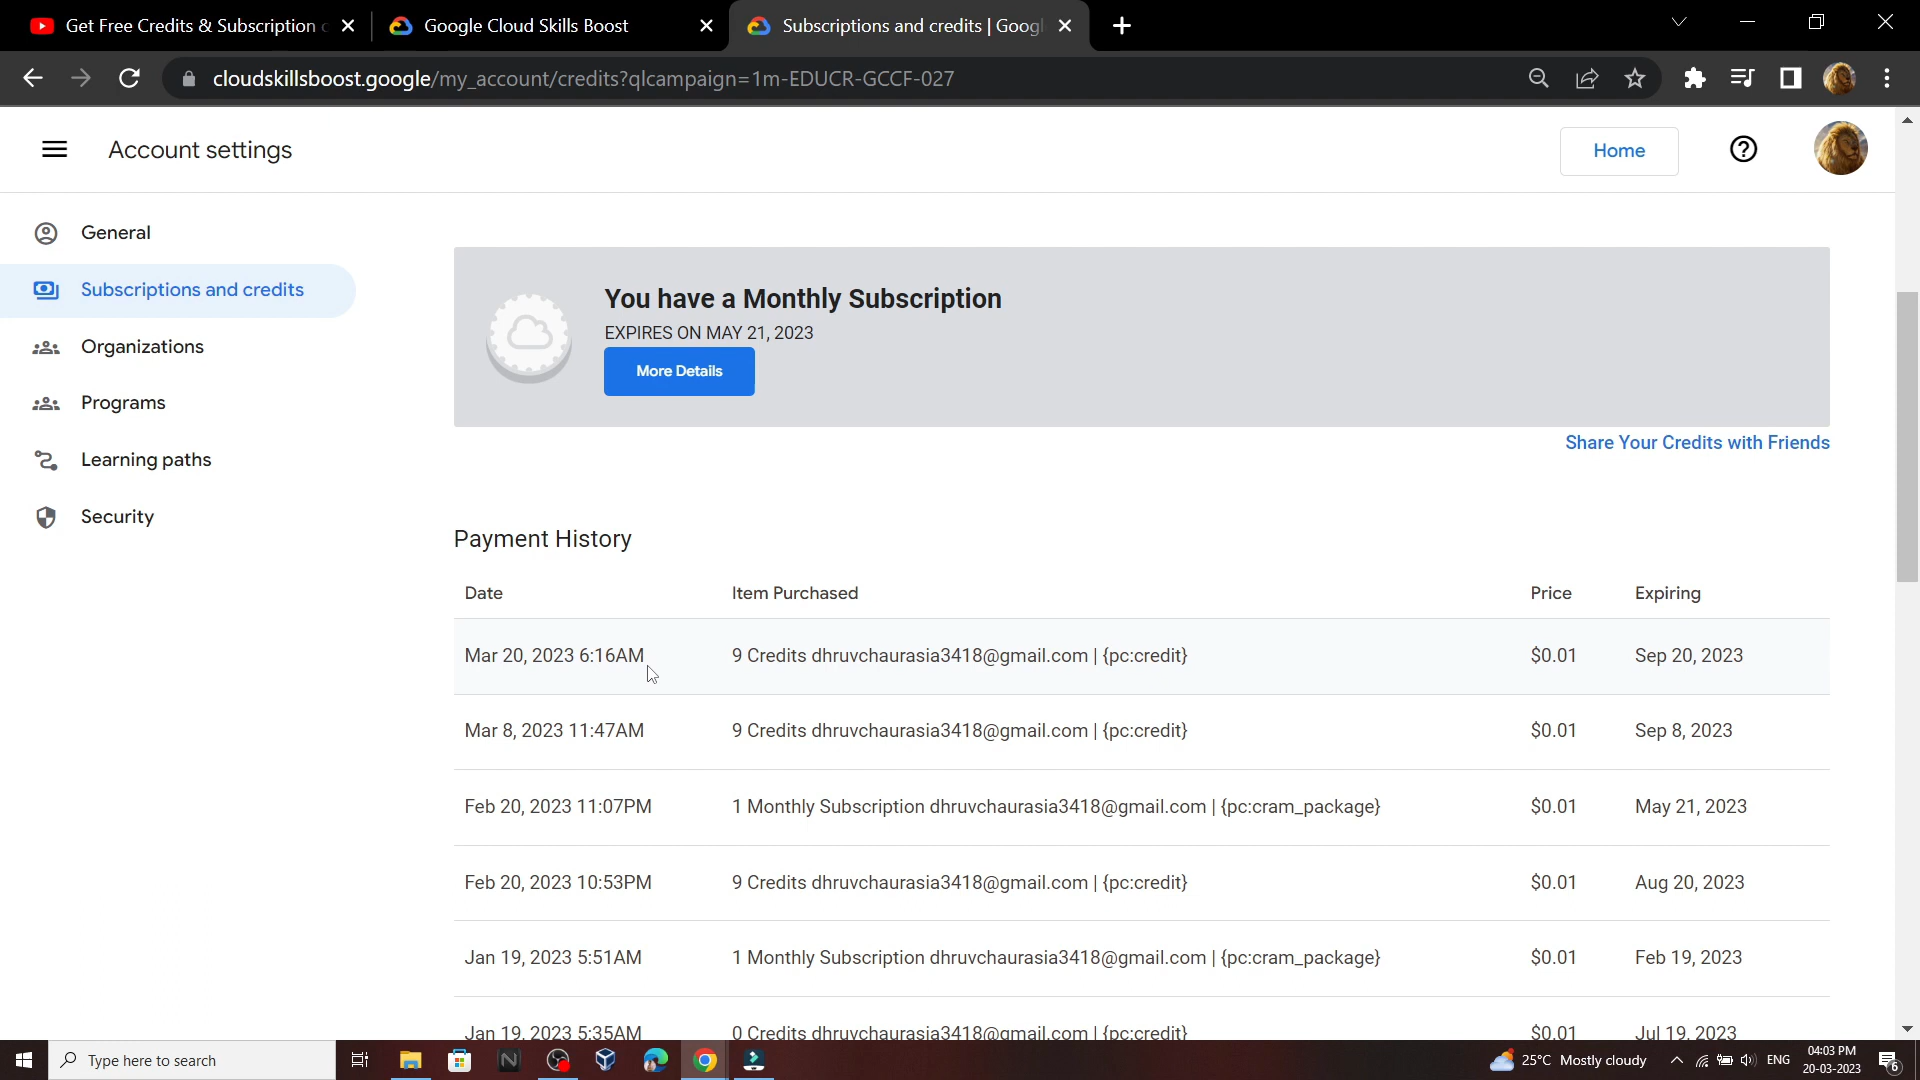 Get Free Credits & Subscription
Google Cloud Skills Boost
Subscriptions and credits | Goog
cloudskillsboost.google/my_account/credits?qlcampaign=1m-EDUCR-GCCF-027
Account settings
Home
General
Subscriptions and credits
Organizations
Programs
Learning paths
Security
You have a Monthly Subscription
EXPIRES ON MAY 21, 2023
More Details
Share Your Credits with Friends
Payment History
Date Item Purchased Price Expiring
Mar 20, 2023 6:16AM 9 Credits dhruvchaurasia3418@gmail.com | {pc:credit} $0.01 Sep 20, 2023
Mar 8, 2023 11:47AM 9 Credits dhruvchaurasia3418@gmail.com | {pc:credit} $0.01 Sep 8, 2023
Feb 20, 2023 11:07PM 1 Monthly Subscription dhruvchaurasia3418@gmail.com | {pc:cram_package} $0.01 May 21, 2023
Feb 20, 2023 10:53PM 9 Credits dhruvchaurasia3418@gmail.com | {pc:credit} $0.01 Aug 20, 2023
Jan 19, 2023 5:51AM 1 Monthly Subscription dhruvchaurasia3418@gmail.com | {pc:cram_package} $0.01 Feb 19, 2023
Jan 19, 2023 5:35AM 0 Credits dhruvchaurasia3418@gmail.com | {pc:credit} $0.01 Jul 19, 2023
Type here to search
25°C Mostly cloudy
ENG
04:03 PM
20-03-2023
6